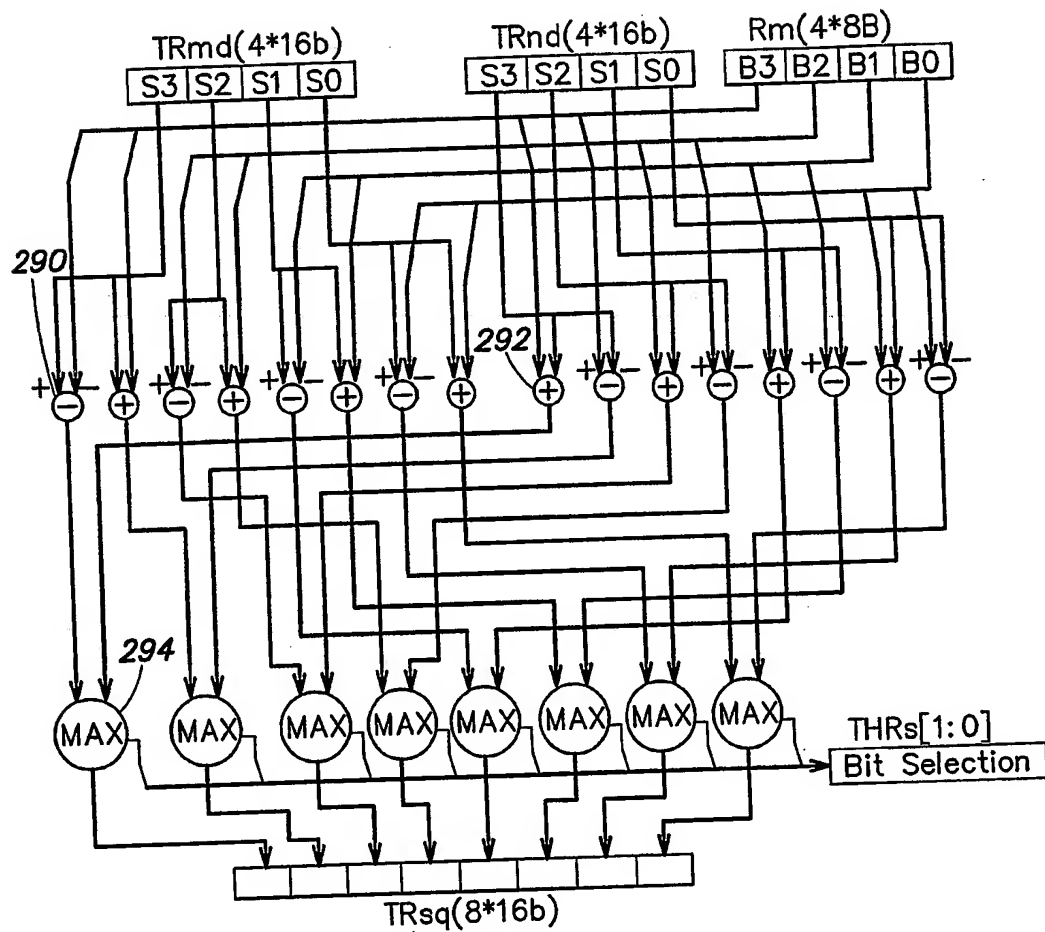 TRmd(4*16b) TRnd(4*16b) Rm(4*8B)
S3 S2 S1 S0 S3 S2 S1 S0 B3 B2 B1 B0
290
292
+ − + + − + + − + + − + + − + − + − + −
294
MAX MAX MAX MAX MAX MAX MAX MAX
THRs[1:0]
Bit Selection
TRsq(8*16b)